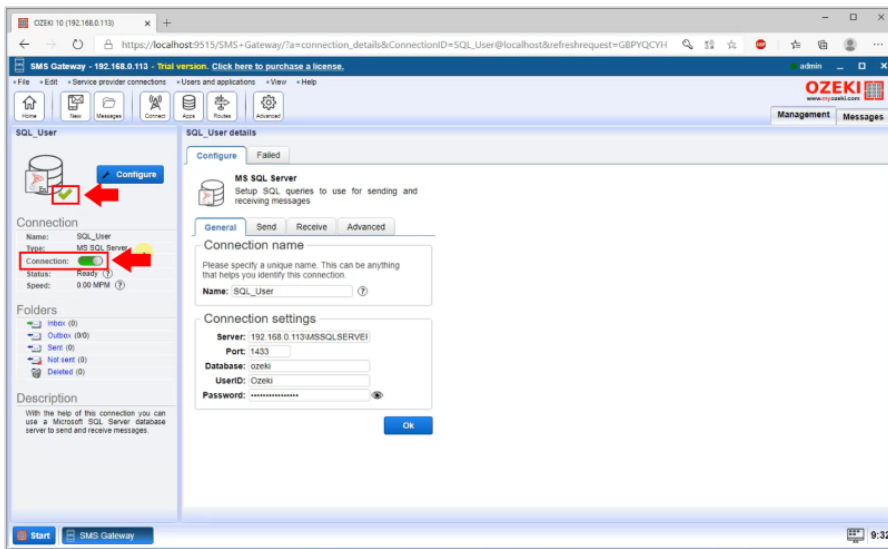 OZEKI 10 (192.168.0.113)
https://localhost:9515/SMS+Gateway/?a=connection_details&ConnectionID=SQL_User@localhost&refreshrequest=GBPYQCYH
SMS Gateway - 192.168.0.113 - Trial version. Click here to purchase a license.
admin
File Edit Service provider connections Users and applications View Help
OZEKI
www.myozeki.com
Home New Messages Connect Apps Routes Advanced
Management Messages
SQL_User
SQL_User details
Configure
Configure Failed
MS SQL Server
Setup SQL queries to use for sending and
receiving messages
Connection
Name: SQL_User
Type: MS SQL Server
Connection:
Status: Ready (?)
Speed: 0.00 MPM (?)
Folders
Inbox (0)
Outbox (0/0)
Sent (0)
Not sent (0)
Deleted (0)
Description
With the help of this connection you can
use a Microsoft SQL Server database
server to send and receive messages.
General Send Receive Advanced
Connection name
Please specify a unique name. This can be anything
that helps you identify this connection.
Name: SQL_User (?)
Connection settings
Server: 192.168.0.113\MSSQLSERVER
Port: 1433
Database: ozeki
UserID: Ozeki
Password: ••••••••••••••••
Ok
Start SMS Gateway
9:32